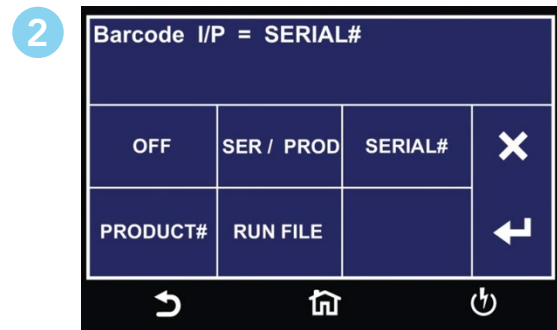 2
Barcode I/P = SERIAL#
OFF SER / PROD SERIAL#
PRODUCT# RUN FILE